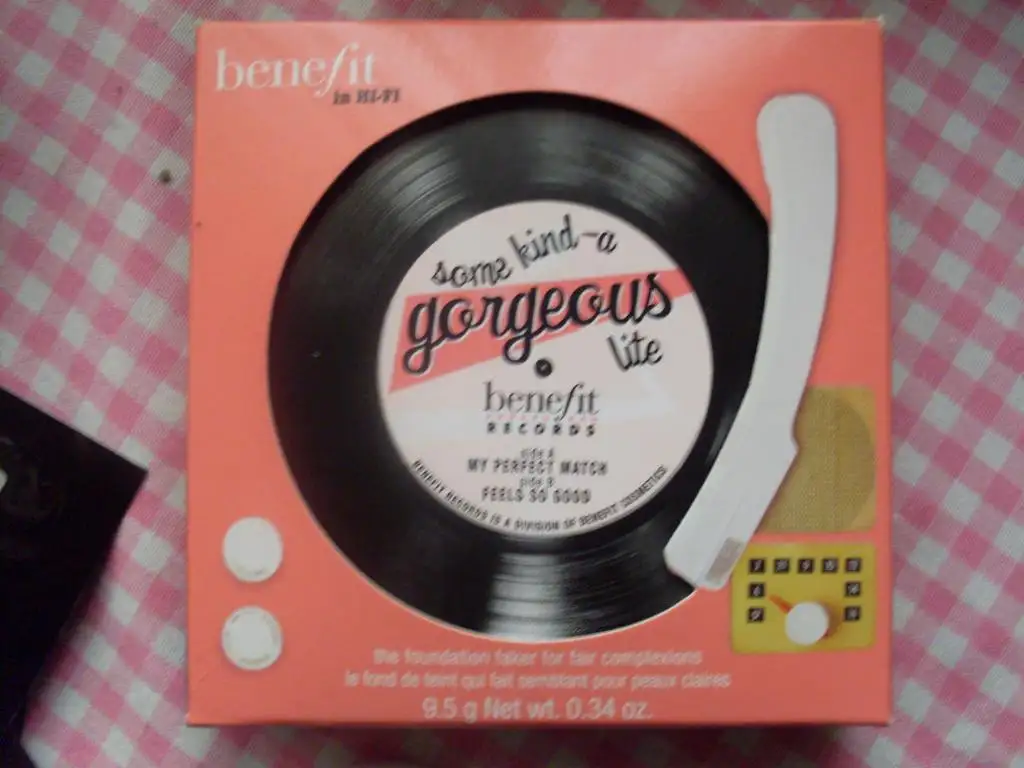 benefit
in HI-FI
some kind-a
gorgeous
lite
benefit
RECORDS
side A
MY PERFECT MATCH
side B
FEELS SO GOOD
BENEFIT RECORDS IS A DIVISION OF BENEFIT COSMETICS
the foundation faker for fair complexions
le fond de teint qui fait semblant pour peaux claires
9.5 g Net wt. 0.34 oz.